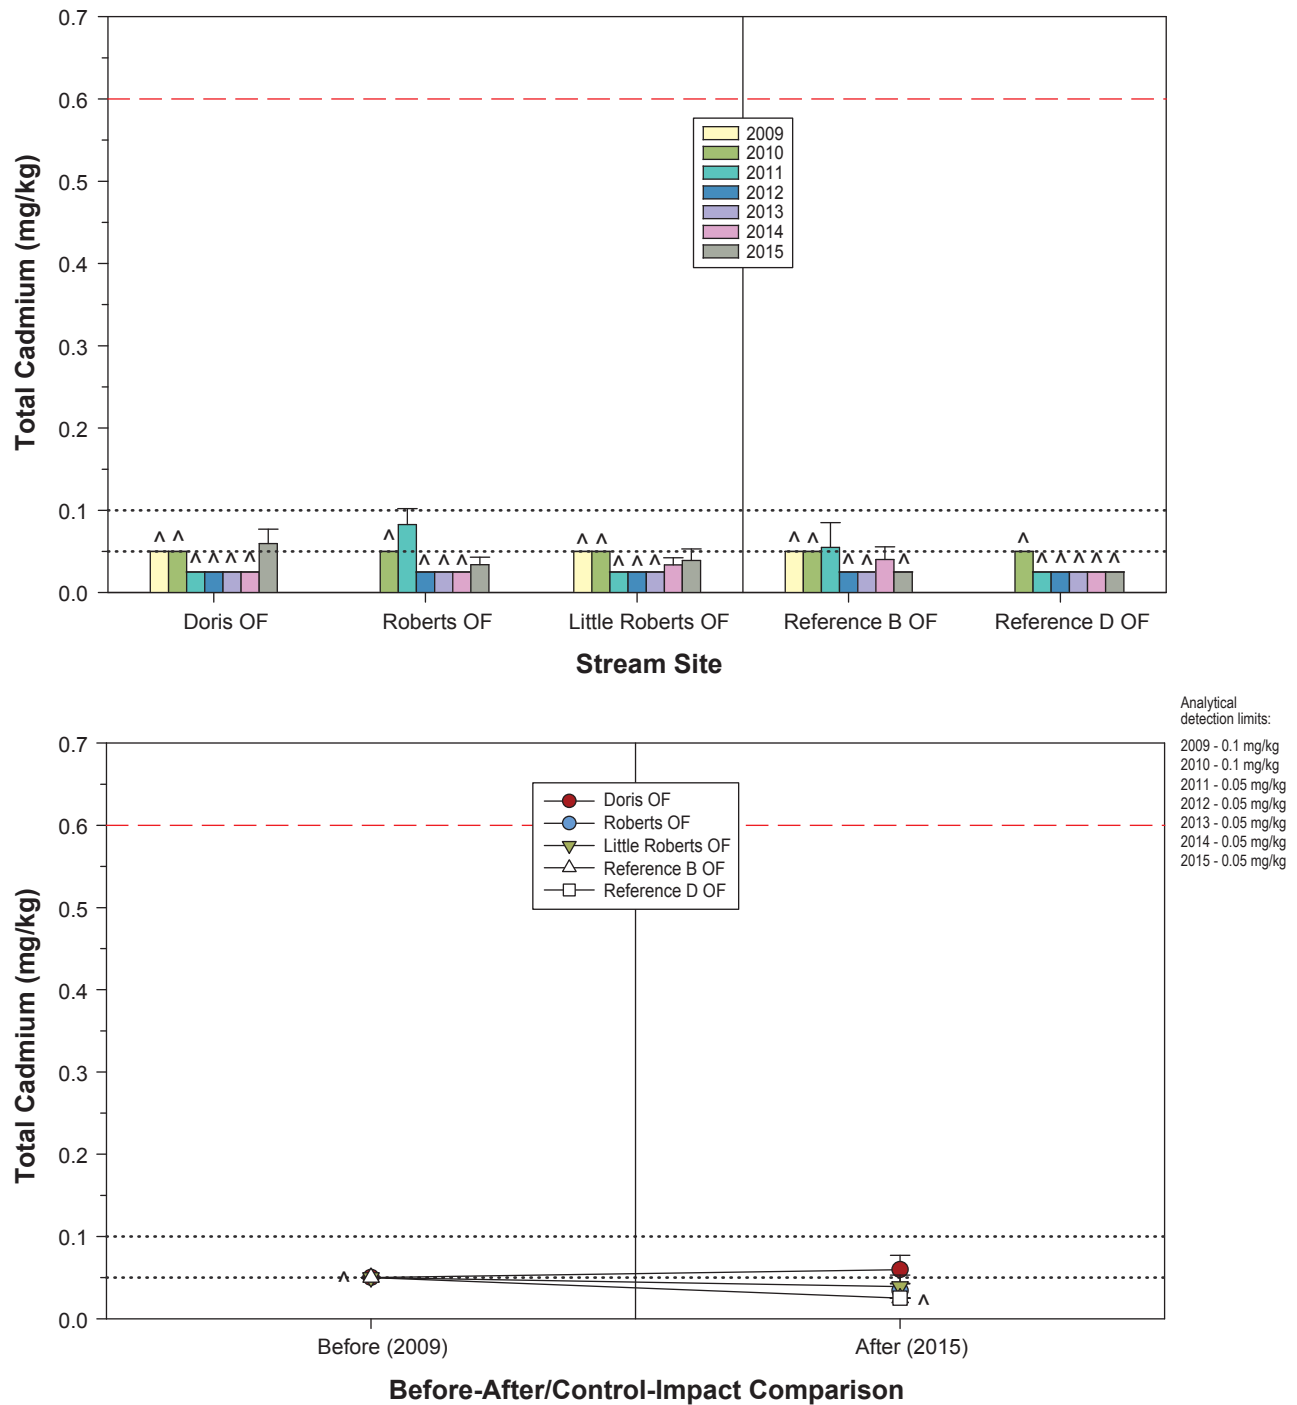 0.7
0.6
0.5
0.4
0.3
0.2
0.1
0.0
Total Cadmium (mg/kg)
2009
2010
2011
2012
2013
2014
2015
^ ^ ^ ^ ^ ^
^ ^ ^ ^
^ ^ ^ ^ ^
^ ^ ^ ^ ^
^ ^ ^ ^ ^ ^
Doris OF
Roberts OF
Little Roberts OF
Reference B OF
Reference D OF
Stream Site
Analytical
detection limits:
2009 - 0.1 mg/kg
2010 - 0.1 mg/kg
2011 - 0.05 mg/kg
2012 - 0.05 mg/kg
2013 - 0.05 mg/kg
2014 - 0.05 mg/kg
2015 - 0.05 mg/kg
0.7
0.6
0.5
0.4
0.3
0.2
0.1
0.0
Total Cadmium (mg/kg)
Doris OF
Roberts OF
Little Roberts OF
Reference B OF
Reference D OF
^
^
Before (2009)
After (2015)
Before-After/Control-Impact Comparison